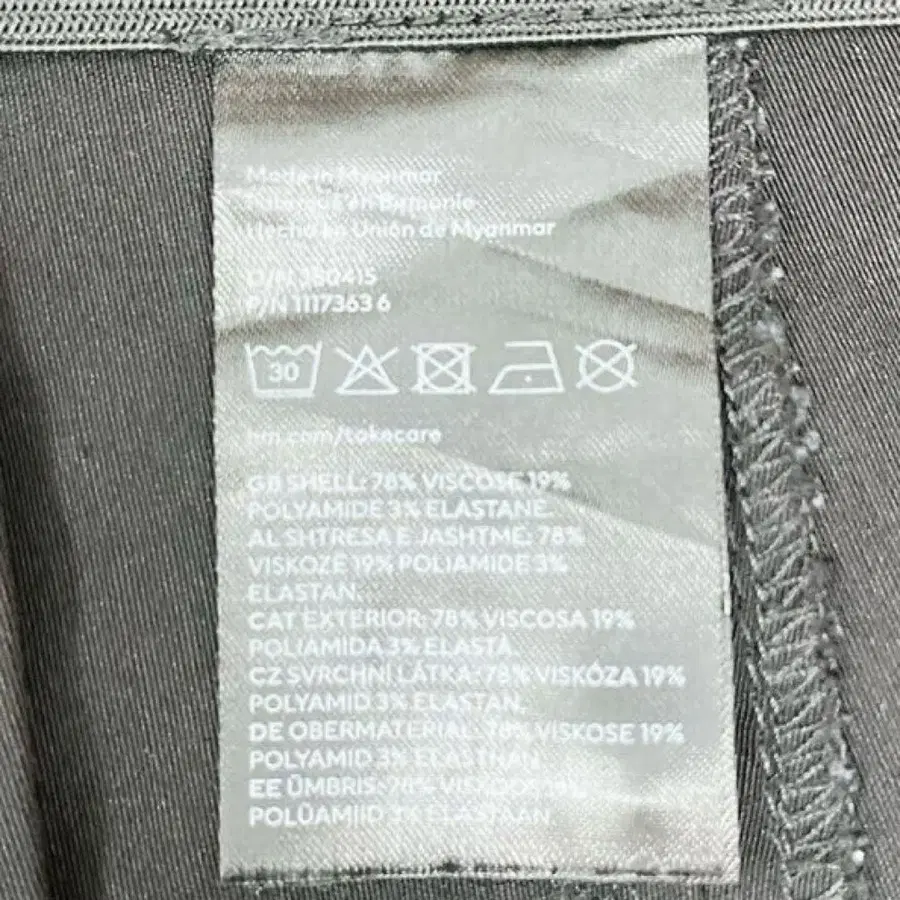 Made in Myanmar
en Birmanie
Hecho en Unión de Myanmar
P/N 1117363 6
30
hm.com/takecare
GB SHELL: 78% VISCOSE 19%
POLYAMIDE 3% ELASTANE.
AL SHTRESA E JASHTME: 78%
VISKOZË 19% POLIAMIDE 3%
ELASTAN.
CAT EXTERIOR: 78% VISCOSA 19%
POLIAMIDA 3% ELASTÀ.
CZ SVRCHNÍ LÁTKA: 78% VISKÓZA 19%
POLYAMID 3% ELASTAN.
DE OBERMATERIAL: 78% VISKOSE 19%
POLYAMID 3% ELASTHAN.
EE ÜMBRIS: 78%
POLÜAMIID 3% ELASTAAN.